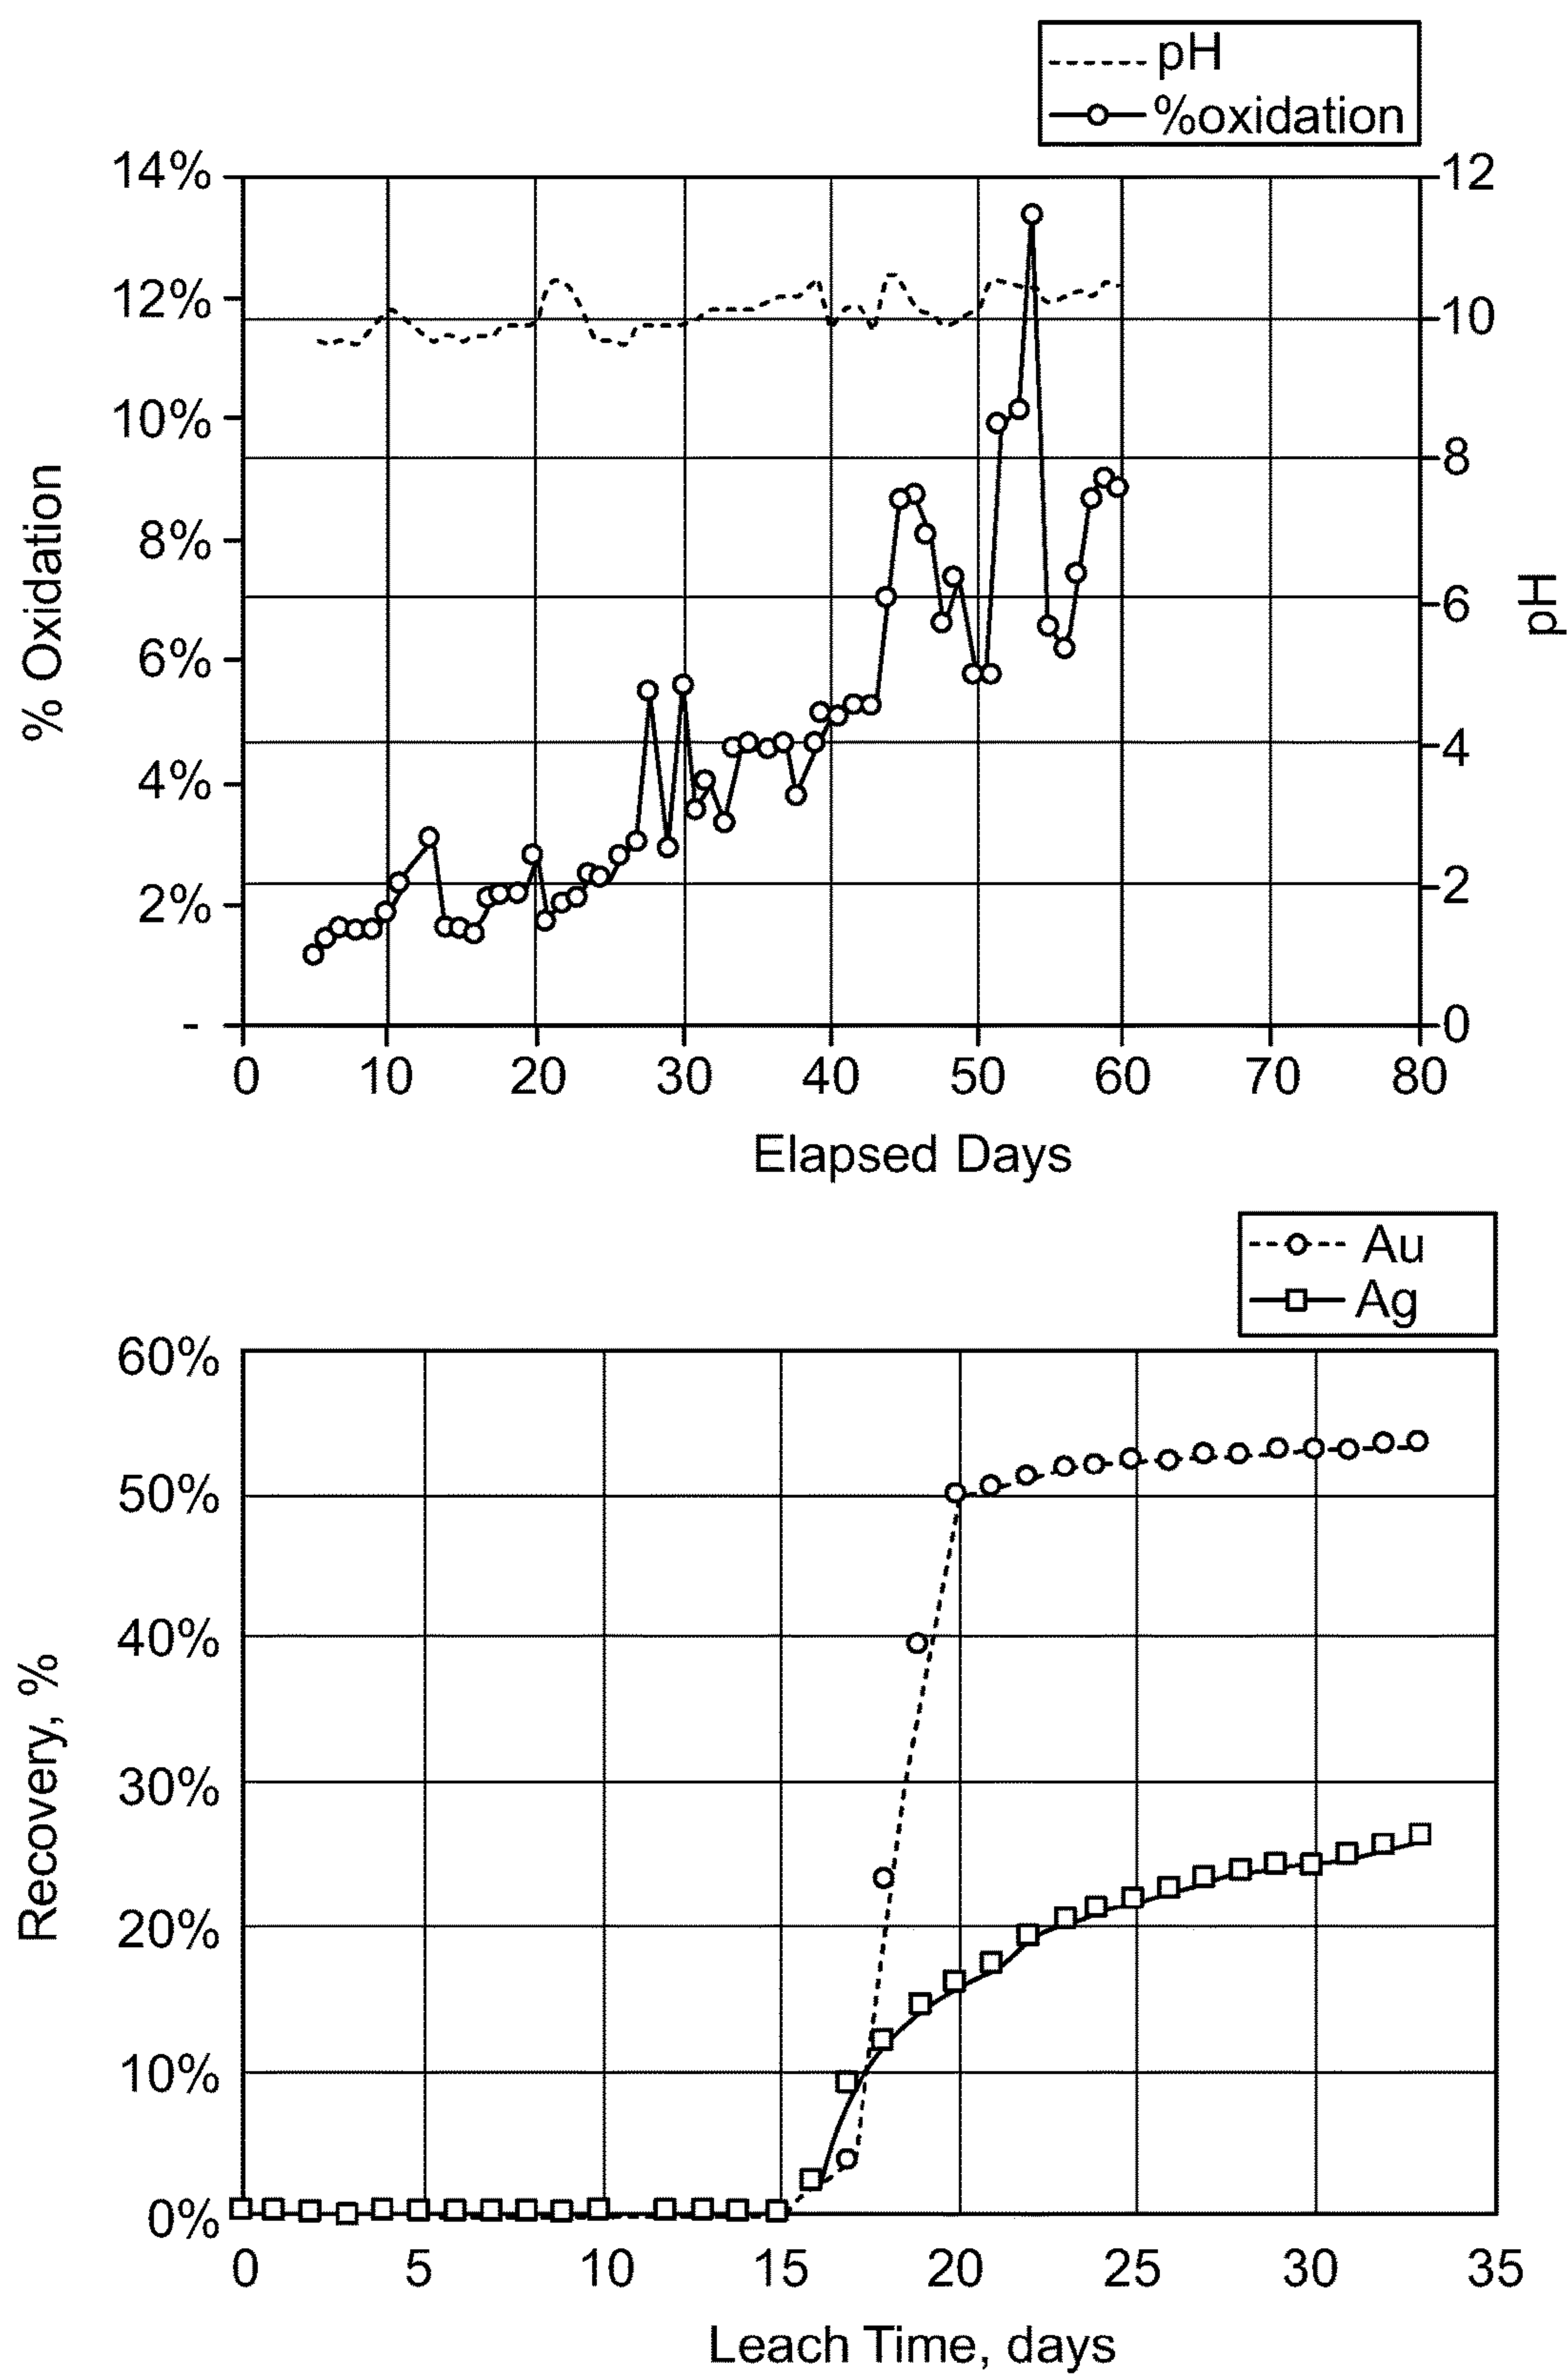 pH
%oxidation
14%
12%
10%
8%
6%
4%
2%
-
12
10
8
6
4
2
0
% Oxidation
pH
0 10 20 30 40 50 60 70 80
Elapsed Days
Au
Ag
60%
50%
40%
30%
20%
10%
0%
Recovery, %
0 5 10 15 20 25 30 35
Leach Time, days